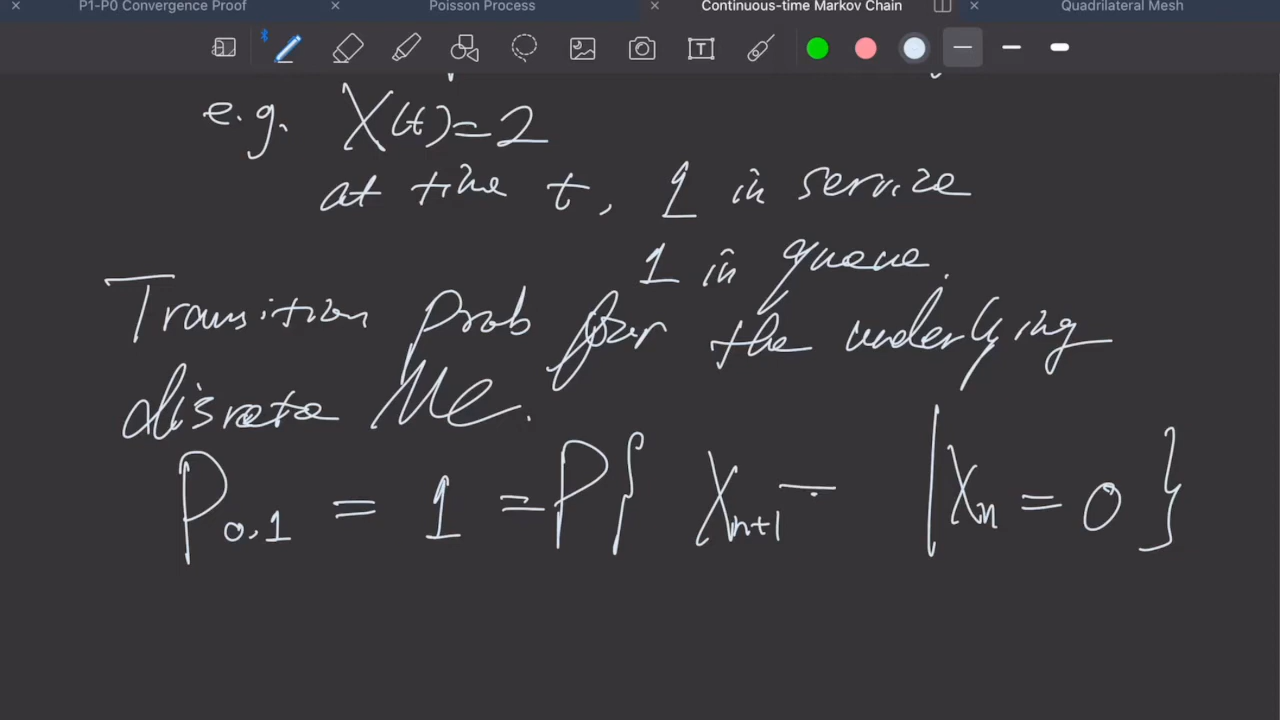 P1-P0 Convergence Proof Poisson Process Continuous-time Markov Chain Quadrilateral Mesh
e.g. X(t)=2
at time t, 1 in service
1 in queue.
Transition prob for the underlying
discrete MC.
P0,1 = 1 = P{ Xn+1 = |Xn = 0}